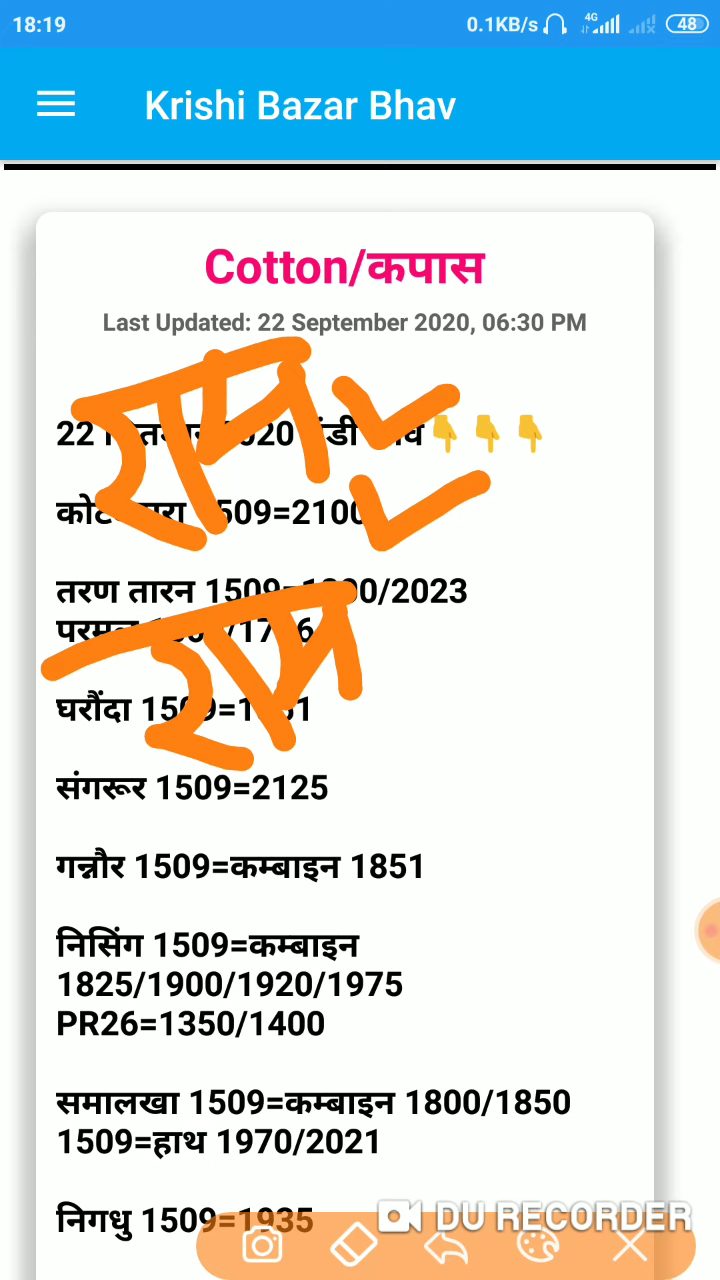 18:19 0.1KB/s 4G 48
Krishi Bazar Bhav
Cotton/कपास
Last Updated: 22 September 2020, 06:30 PM
22
राम
1509=2100
तरण तारन 1509= /2023
राम
घरौंदा
संगरूर 1509=2125
गन्नौर 1509=कम्बाइन 1851
निसिंग 1509=कम्बाइन
1825/1900/1920/1975
PR26=1350/1400
समालखा 1509=कम्बाइन 1800/1850
1509=हाथ 1970/2021
निगधु 1509=1935
DU RECORDER